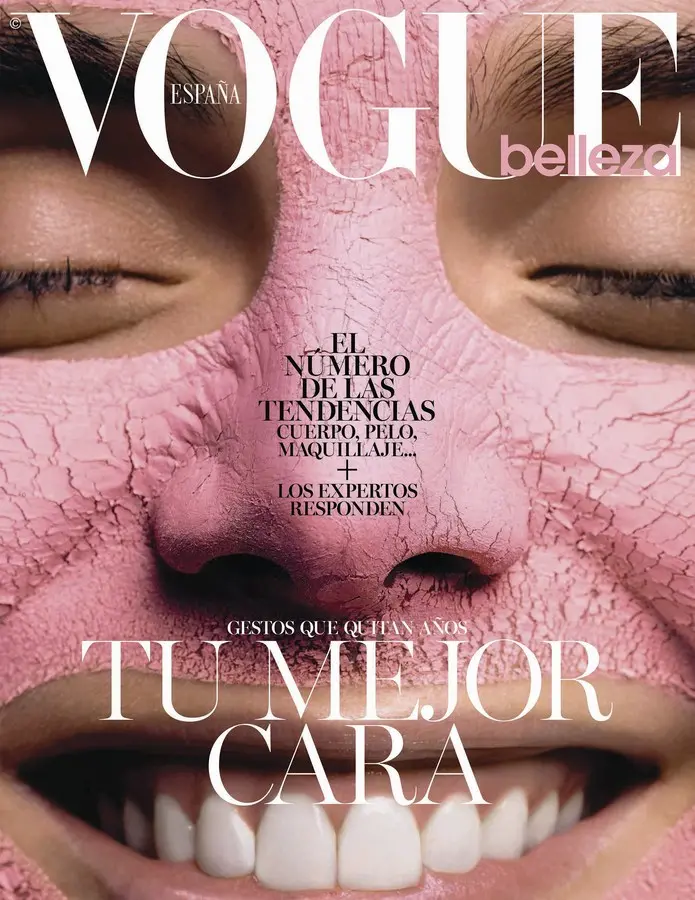 ©
VOGUE
ESPAÑA
belleza
EL
NÚMERO
DE LAS
TENDENCIAS
CUERPO, PELO,
MAQUILLAJE...
+
LOS EXPERTOS
RESPONDEN
GESTOS QUE QUITAN AÑOS
TU MEJOR
CARA